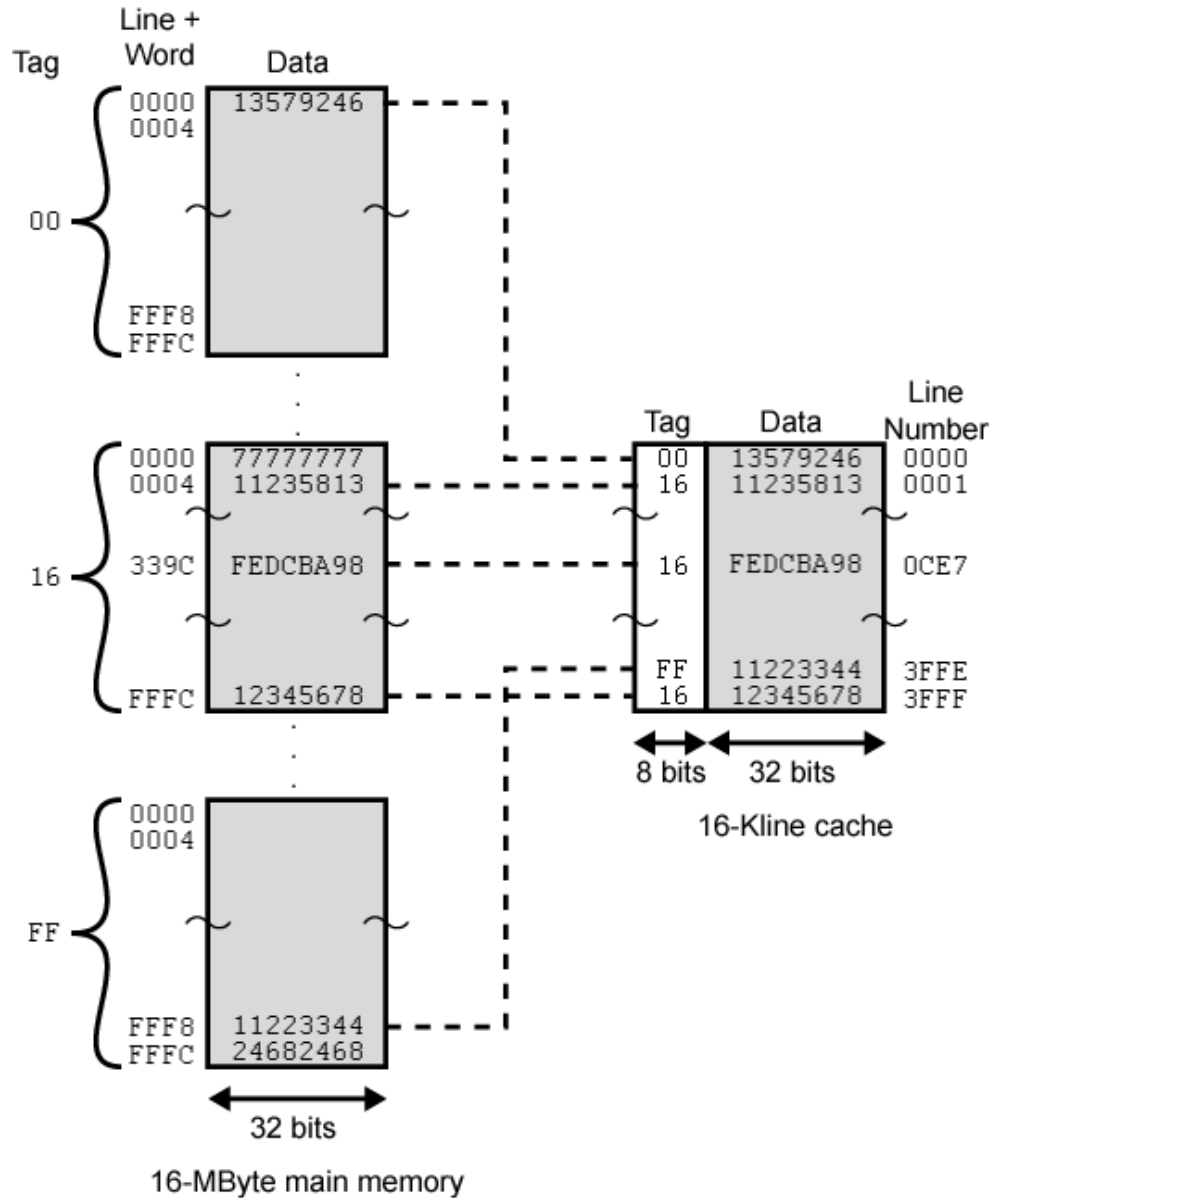 Line +
Word
Tag
Data
0000 13579246
0004
00
FFF8
FFFC
0000 77777777
0004 11235813
339C FEDCBA98
16
FFFC 12345678
0000
0004
FF
FFF8 11223344
FFFC 24682468
32 bits
16-MByte main memory
Line
Number
Tag Data
00 13579246 0000
16 11235813 0001
16 FEDCBA98 0CE7
FF 11223344 3FFE
16 12345678 3FFF
8 bits 32 bits
16-Kline cache